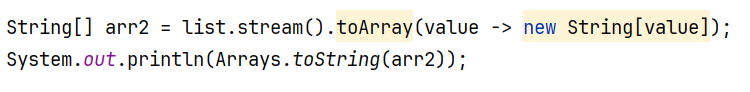 String[] arr2 = list.stream().toArray(value -> new String[value]);
System.out.println(Arrays.toString(arr2));